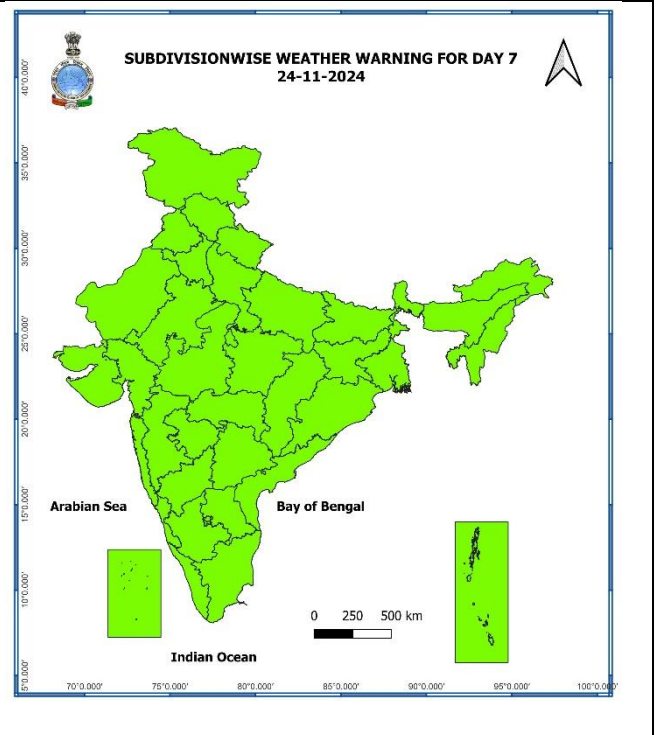 SUBDIVISIONWISE WEATHER WARNING FOR DAY 7
24-11-2024
40°0.000'
35°0.000'
30°0.000'
25°0.000'
20°0.000'
15°0.000'
10°0.000'
5°0.000'
Arabian Sea
Bay of Bengal
0 250 500 km
Indian Ocean
70°0.000' 75°0.000' 80°0.000' 85°0.000' 90°0.000' 95°0.000' 100°0.000'